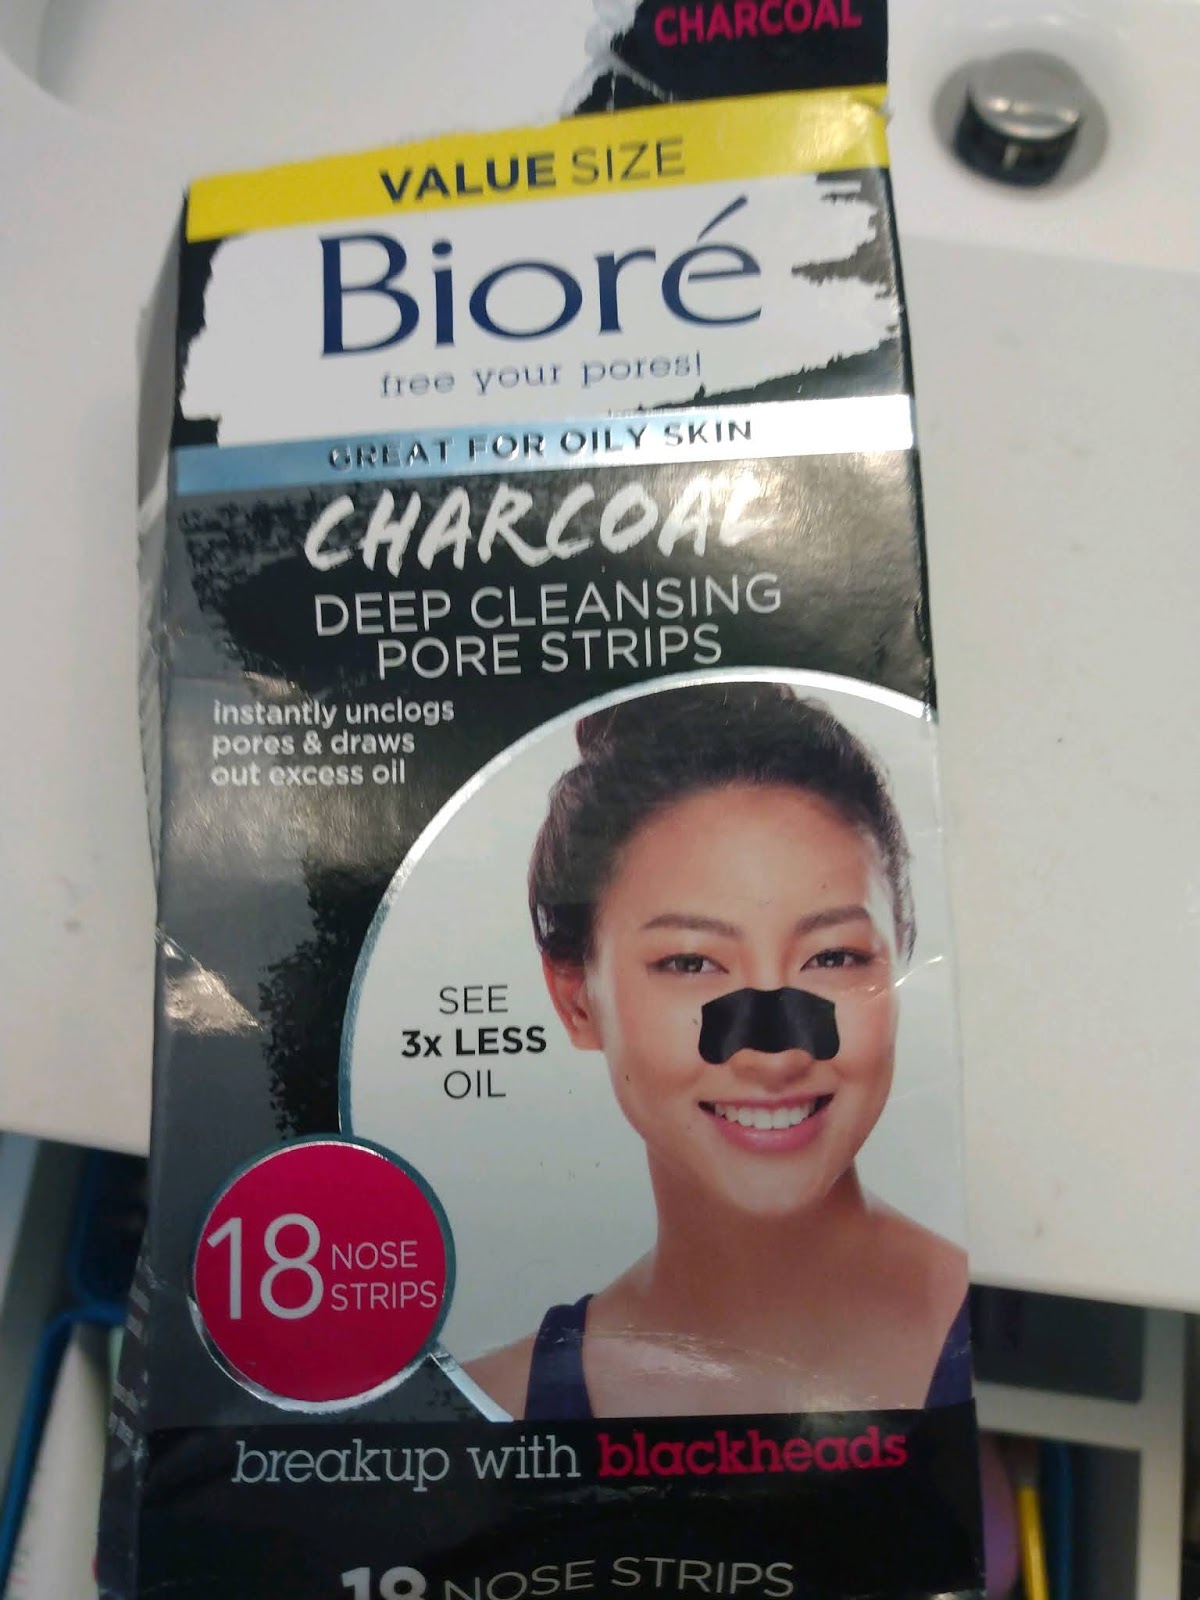 CHARCOAL
VALUE SIZE
Bioré
free your pores!
GREAT FOR OILY SKIN
CHARCOAL
DEEP CLEANSING
PORE STRIPS
instantly unclogs
pores & draws
out excess oil
SEE
3x LESS
OIL
18 NOSE
STRIPS
breakup with blackheads
18 NOSE STRIPS